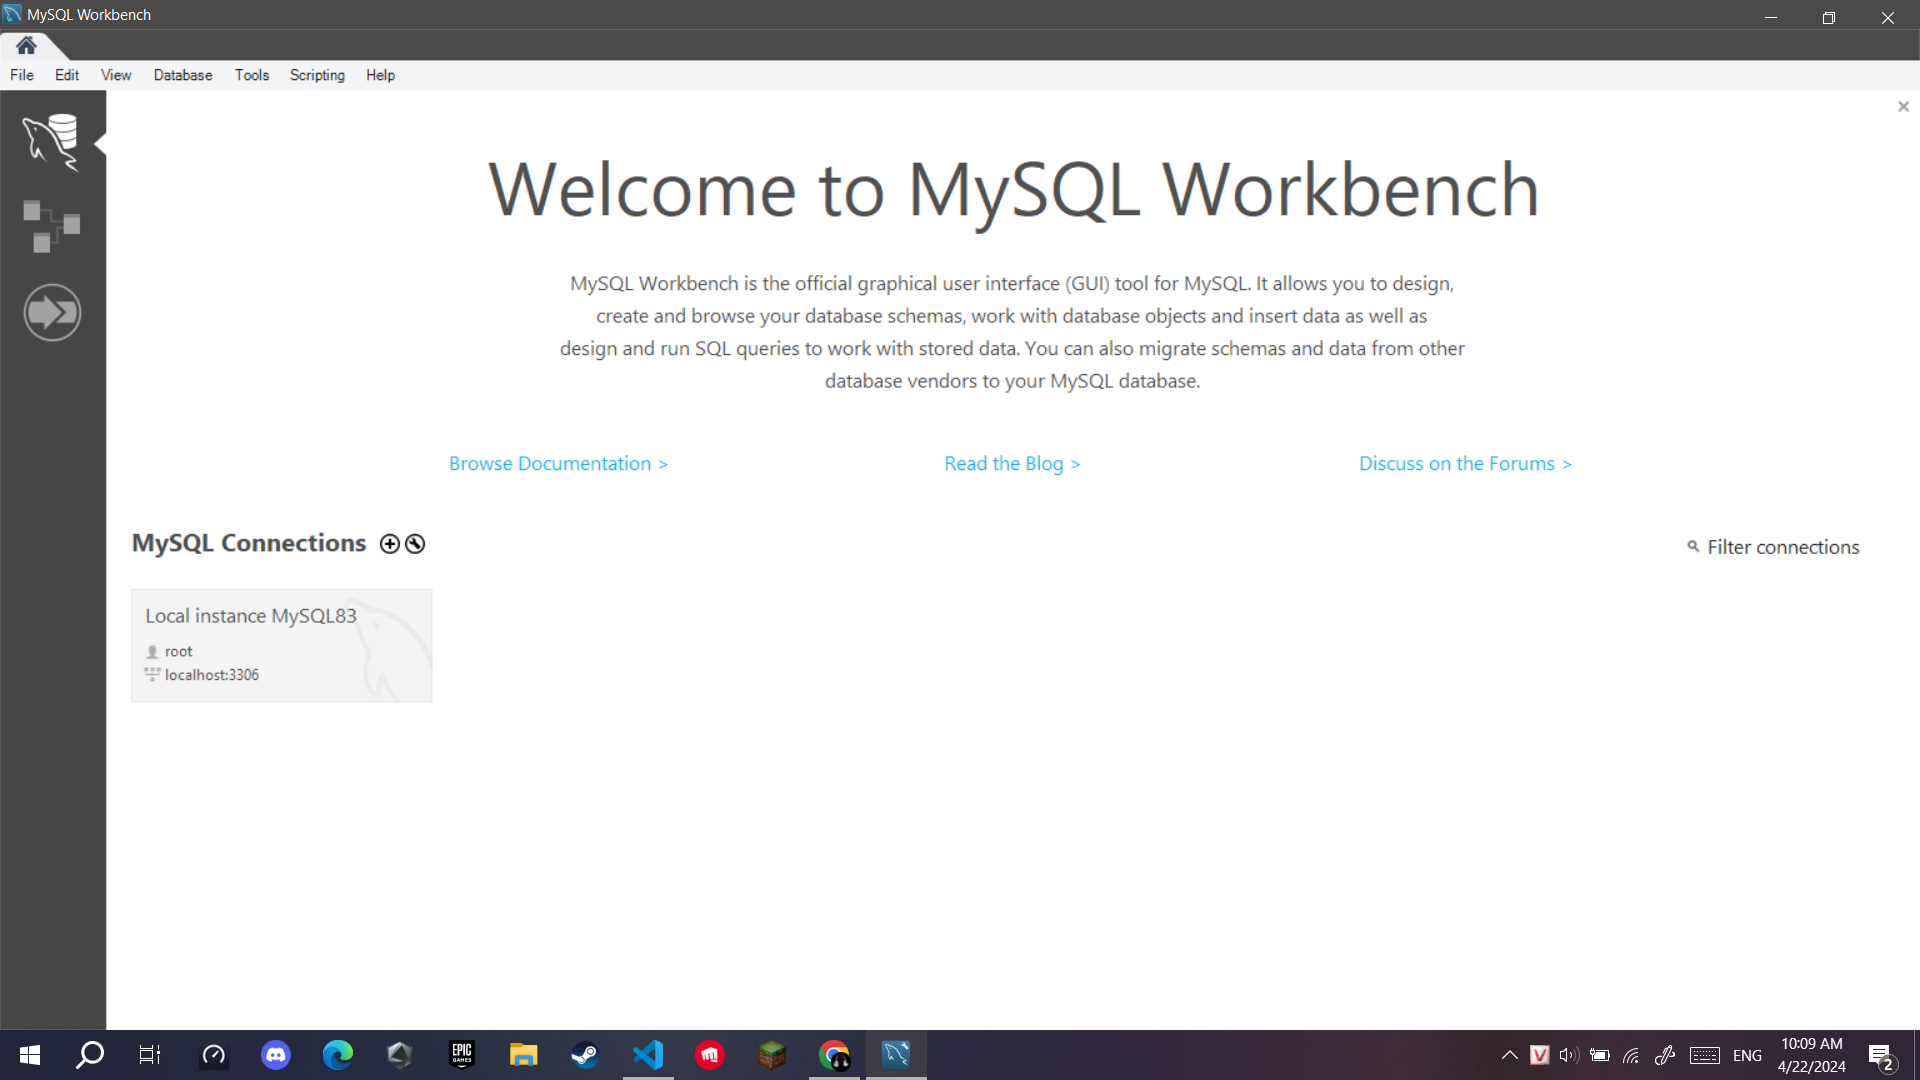 MySQL Workbench
File Edit View Database Tools Scripting Help
Welcome to MySQL Workbench
MySQL Workbench is the official graphical user interface (GUI) tool for MySQL. It allows you to design,
create and browse your database schemas, work with database objects and insert data as well as
design and run SQL queries to work with stored data. You can also migrate schemas and data from other
database vendors to your MySQL database.
Browse Documentation > Read the Blog > Discuss on the Forums >
MySQL Connections
Filter connections
Local instance MySQL83
root
localhost:3306
EPIC
GAMES
V
ENG
10:09 AM
4/22/2024
2